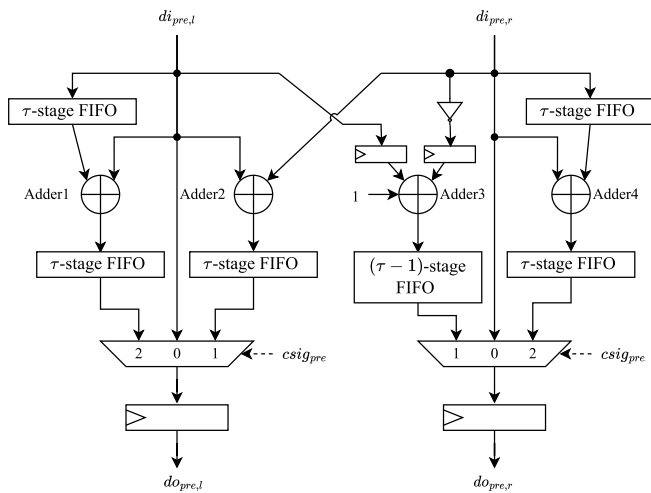 di_{pre,l} di_{pre,r}
τ-stage FIFO τ-stage FIFO
Adder1 Adder2 1 Adder3 Adder4
τ-stage FIFO τ-stage FIFO (τ − 1)-stage τ-stage FIFO
FIFO
2 0 1 csig_{pre} 1 0 2 csig_{pre}
do_{pre,l} do_{pre,r}